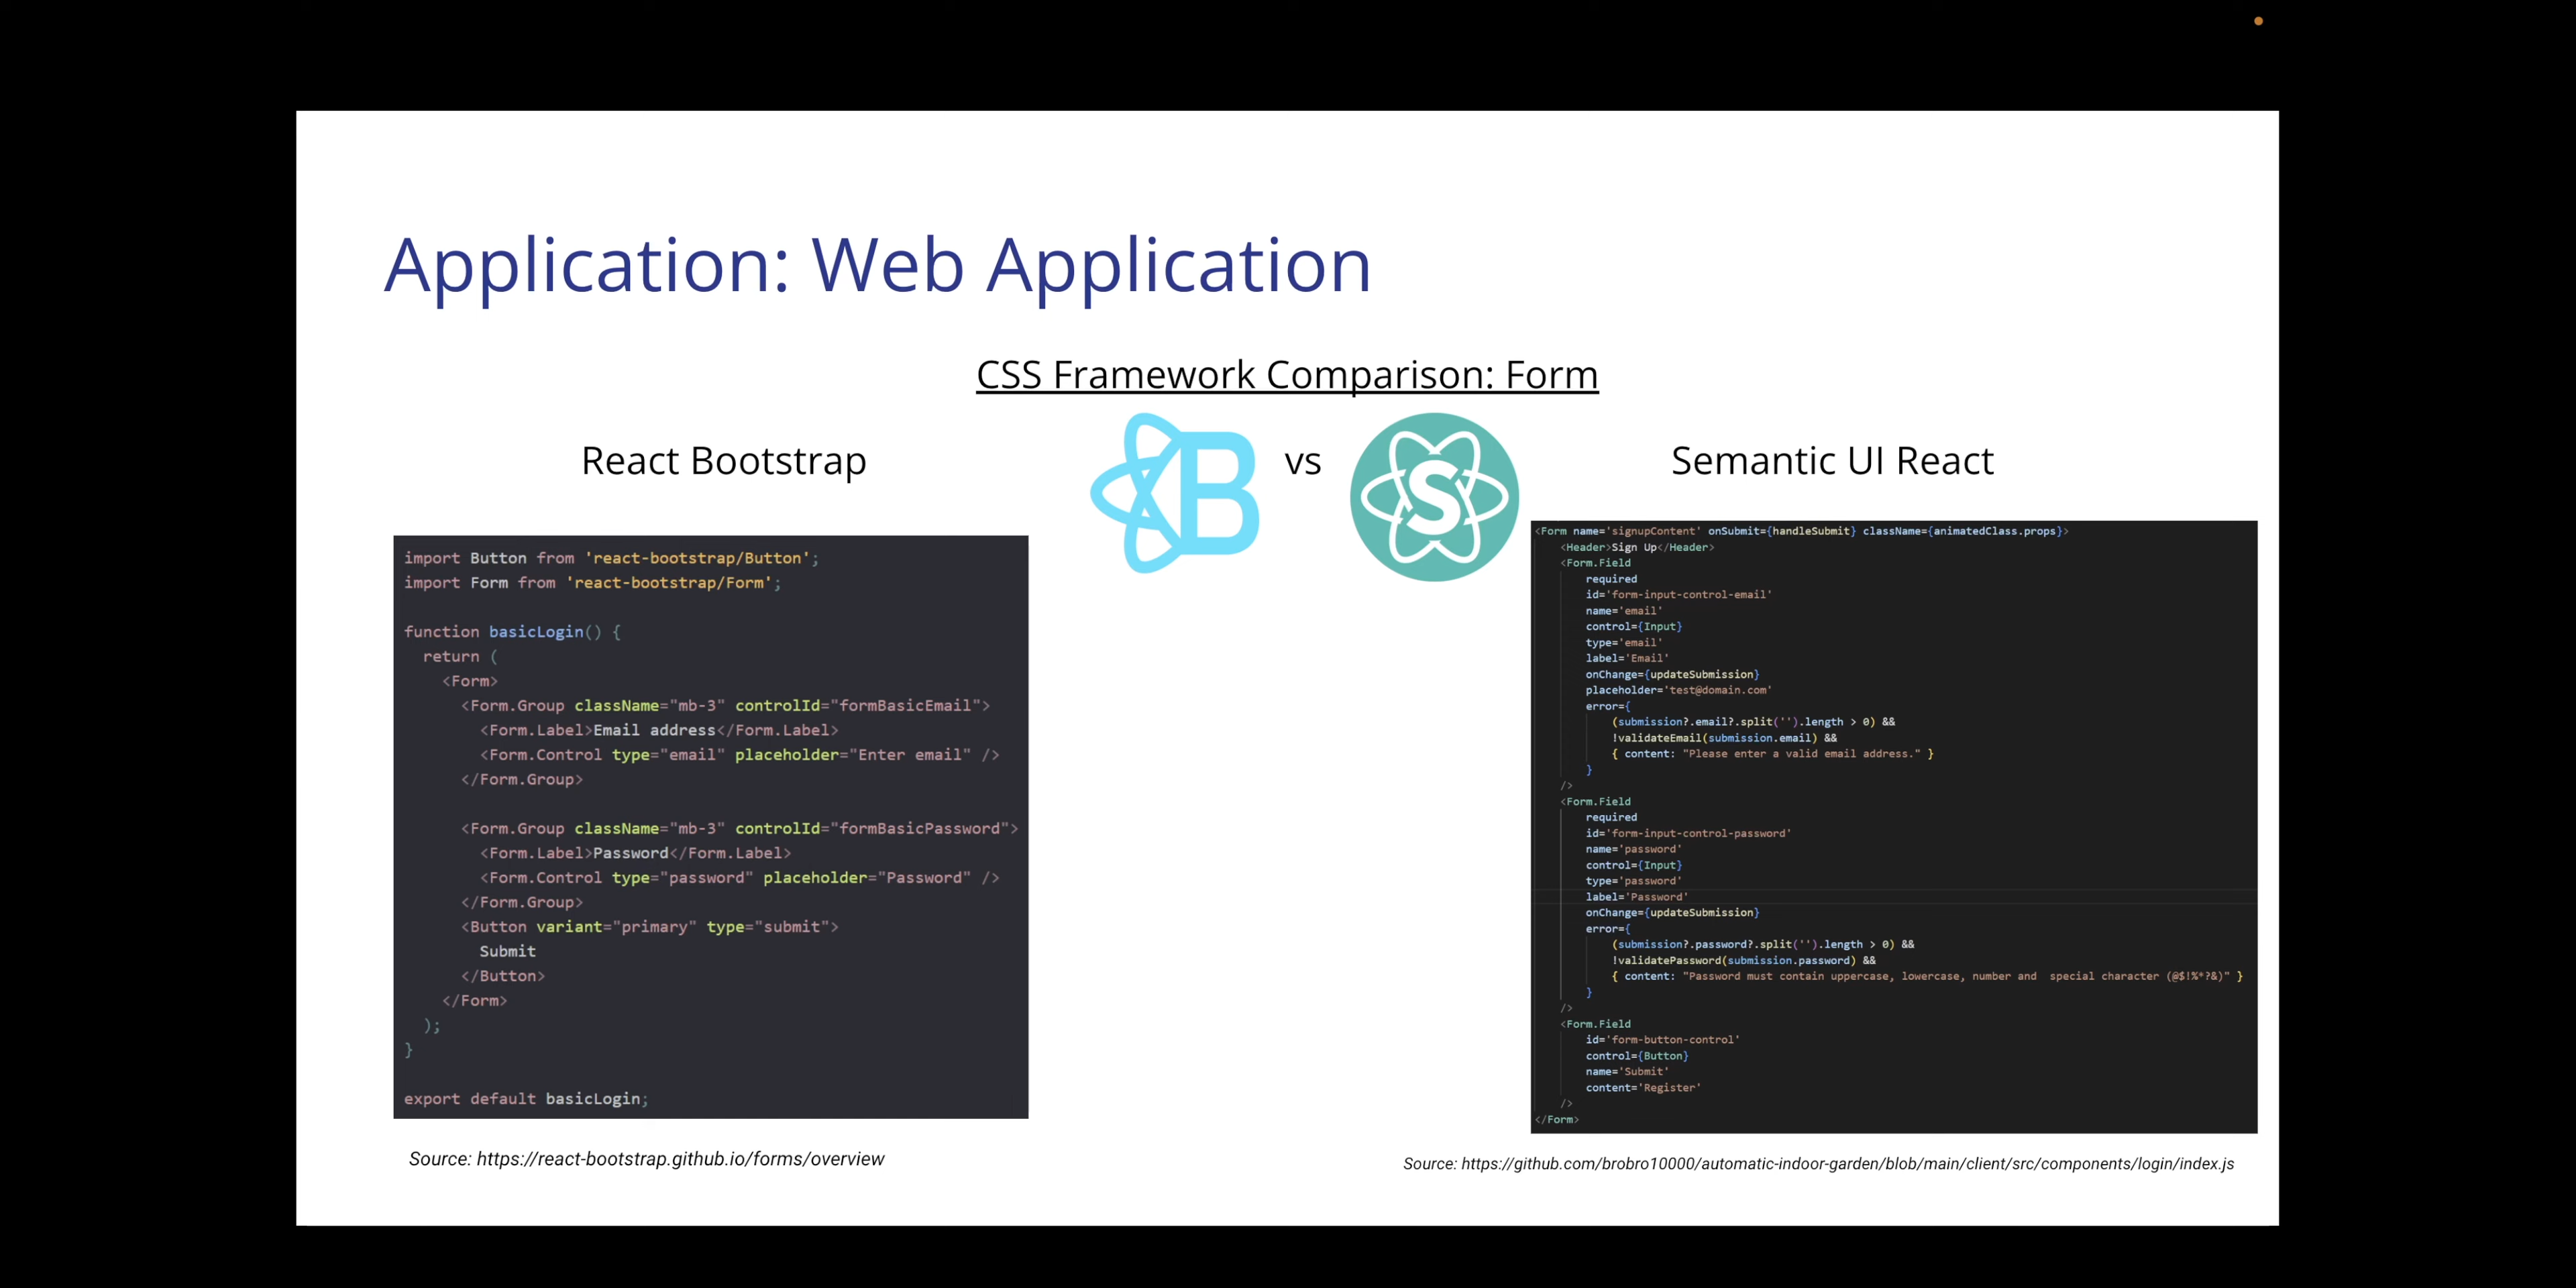 Application: Web Application
CSS Framework Comparison: Form
React Bootstrap
B
vs
S
Semantic UI React
import Button from 'react-bootstrap/Button';
import Form from 'react-bootstrap/Form';
function basicLogin() {
return (
<Form>
<Form.Group className="mb-3" controlId="formBasicEmail">
<Form.Label>Email address</Form.Label>
<Form.Control type="email" placeholder="Enter email" />
</Form.Group>
<Form.Group className="mb-3" controlId="formBasicPassword">
<Form.Label>Password</Form.Label>
<Form.Control type="password" placeholder="Password" />
</Form.Group>
<Button variant="primary" type="submit">
Submit
</Button>
</Form>
);
}
export default basicLogin;
Source: https://react-bootstrap.github.io/forms/overview
<Form name='signupContent' onSubmit={handleSubmit} className={animatedClass.props}>
<Header>Sign Up</Header>
<Form.Field
required
id='form-input-control-email'
name='email'
control={Input}
type='email'
label='Email'
onChange={updateSubmission}
placeholder='test@domain.com'
error={
(submission?.email?.split('').length > 0) &&
!validateEmail(submission.email) &&
{ content: "Please enter a valid email address." }
}
/>
<Form.Field
required
id='form-input-control-password'
name='password'
control={Input}
type='password'
label='Password'
onChange={updateSubmission}
error={
(submission?.password?.split('').length > 0) &&
!validatePassword(submission.password) &&
{ content: "Password must contain uppercase, lowercase, number and  special character (@$!%*?&)" }
}
/>
<Form.Field
id='form-button-control'
control={Button}
name='Submit'
content='Register'
/>
</Form>
Source: https://github.com/brobro10000/automatic-indoor-garden/blob/main/client/src/components/login/index.js